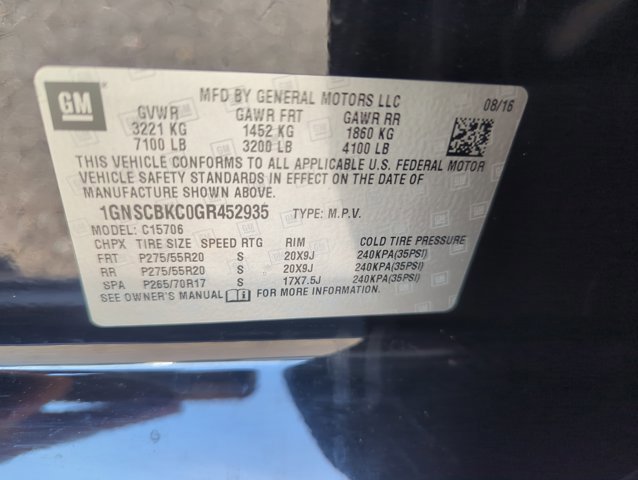 GM
MFD BY GENERAL MOTORS LLC 08/16
GVWR GAWR FRT GAWR RR
3221 KG 1452 KG 1860 KG
7100 LB 3200 LB 4100 LB
THIS VEHICLE CONFORMS TO ALL APPLICABLE U.S. FEDERAL MOTOR
VEHICLE SAFETY STANDARDS IN EFFECT ON THE DATE OF
MANUFACTURE SHOWN ABOVE.
1GNSCBKC0GR452935 TYPE: M.P.V.
MODEL: C15706
CHPX TIRE SIZE SPEED RTG RIM COLD TIRE PRESSURE
FRT P275/55R20 S 20X9J 240KPA(35PSI)
RR P275/55R20 S 20X9J 240KPA(35PSI)
SPA P265/70R17 S 17X7.5J 240KPA(35PSI)
SEE OWNER'S MANUAL FOR MORE INFORMATION.